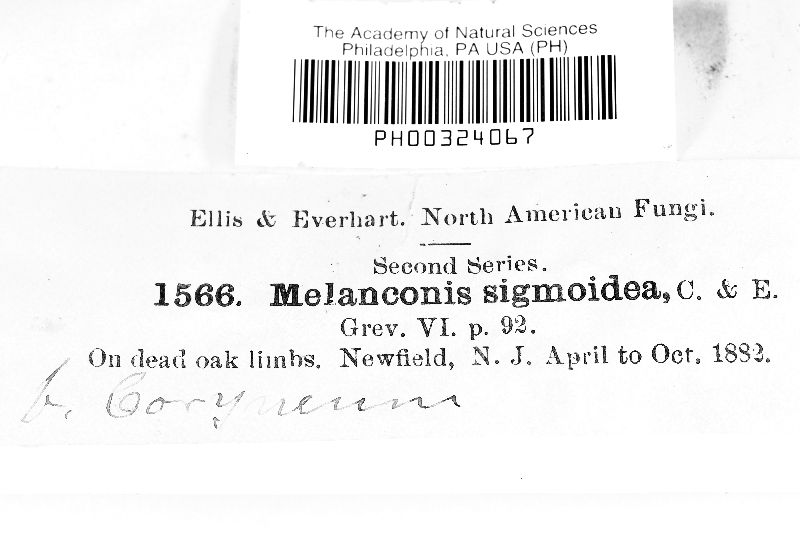 The Academy of Natural Sciences
Philadelphia, PA USA (PH)
PH00324067
Ellis & Everhart. North American Fungi.
Second Series.
1566. Melanconis sigmoidea, C. & E.
Grev. VI. p. 92.
On dead oak limbs. Newfield, N. J. April to Oct. 1882.
b. Coryneum